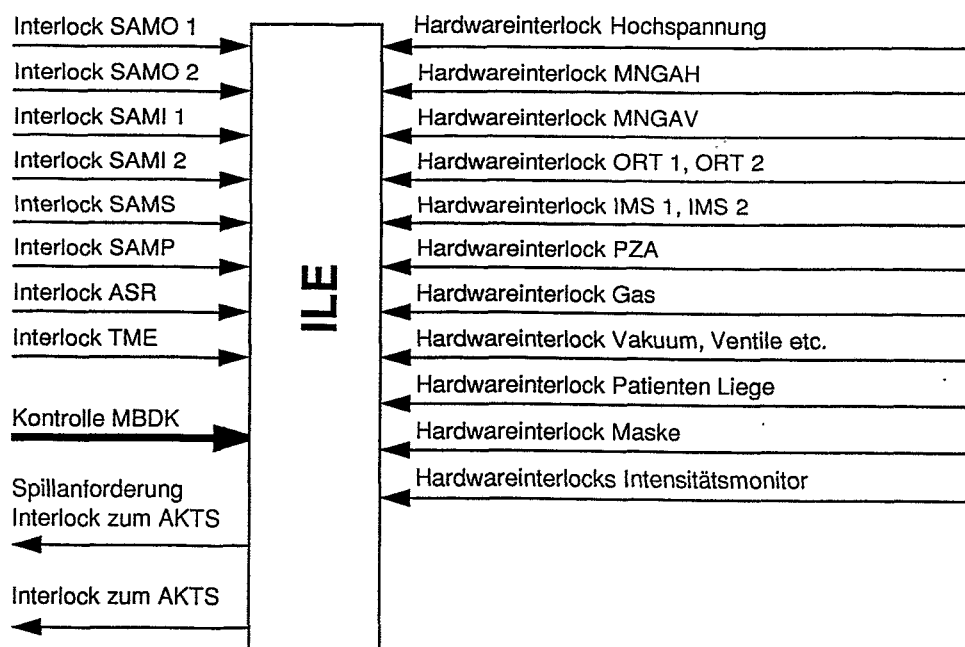 Interlock SAMO 1
Interlock SAMO 2
Interlock SAMI 1
Interlock SAMI 2
Interlock SAMS
Interlock SAMP
Interlock ASR
Interlock TME
Kontrolle MBDK
Spillanforderung
Interlock zum AKTS
Interlock zum AKTS
ILE
Hardwareinterlock Hochspannung
Hardwareinterlock MNGAH
Hardwareinterlock MNGAV
Hardwareinterlock ORT 1, ORT 2
Hardwareinterlock IMS 1, IMS 2
Hardwareinterlock PZA
Hardwareinterlock Gas
Hardwareinterlock Vakuum, Ventile etc.
Hardwareinterlock Patienten Liege
Hardwareinterlock Maske
Hardwareinterlocks Intensitätsmonitor